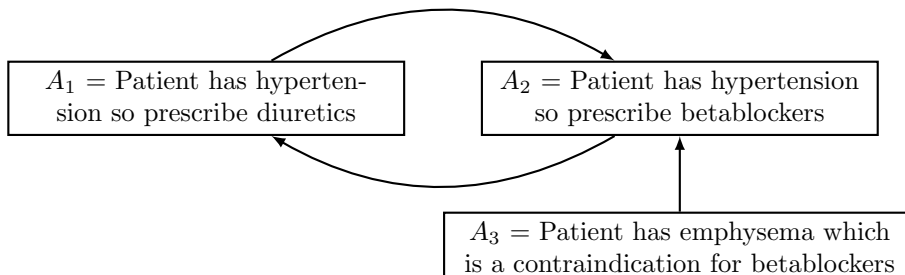 A1 = Patient has hyperten-
sion so prescribe diuretics
A2 = Patient has hypertension
so prescribe betablockers
A3 = Patient has emphysema which
is a contraindication for betablockers